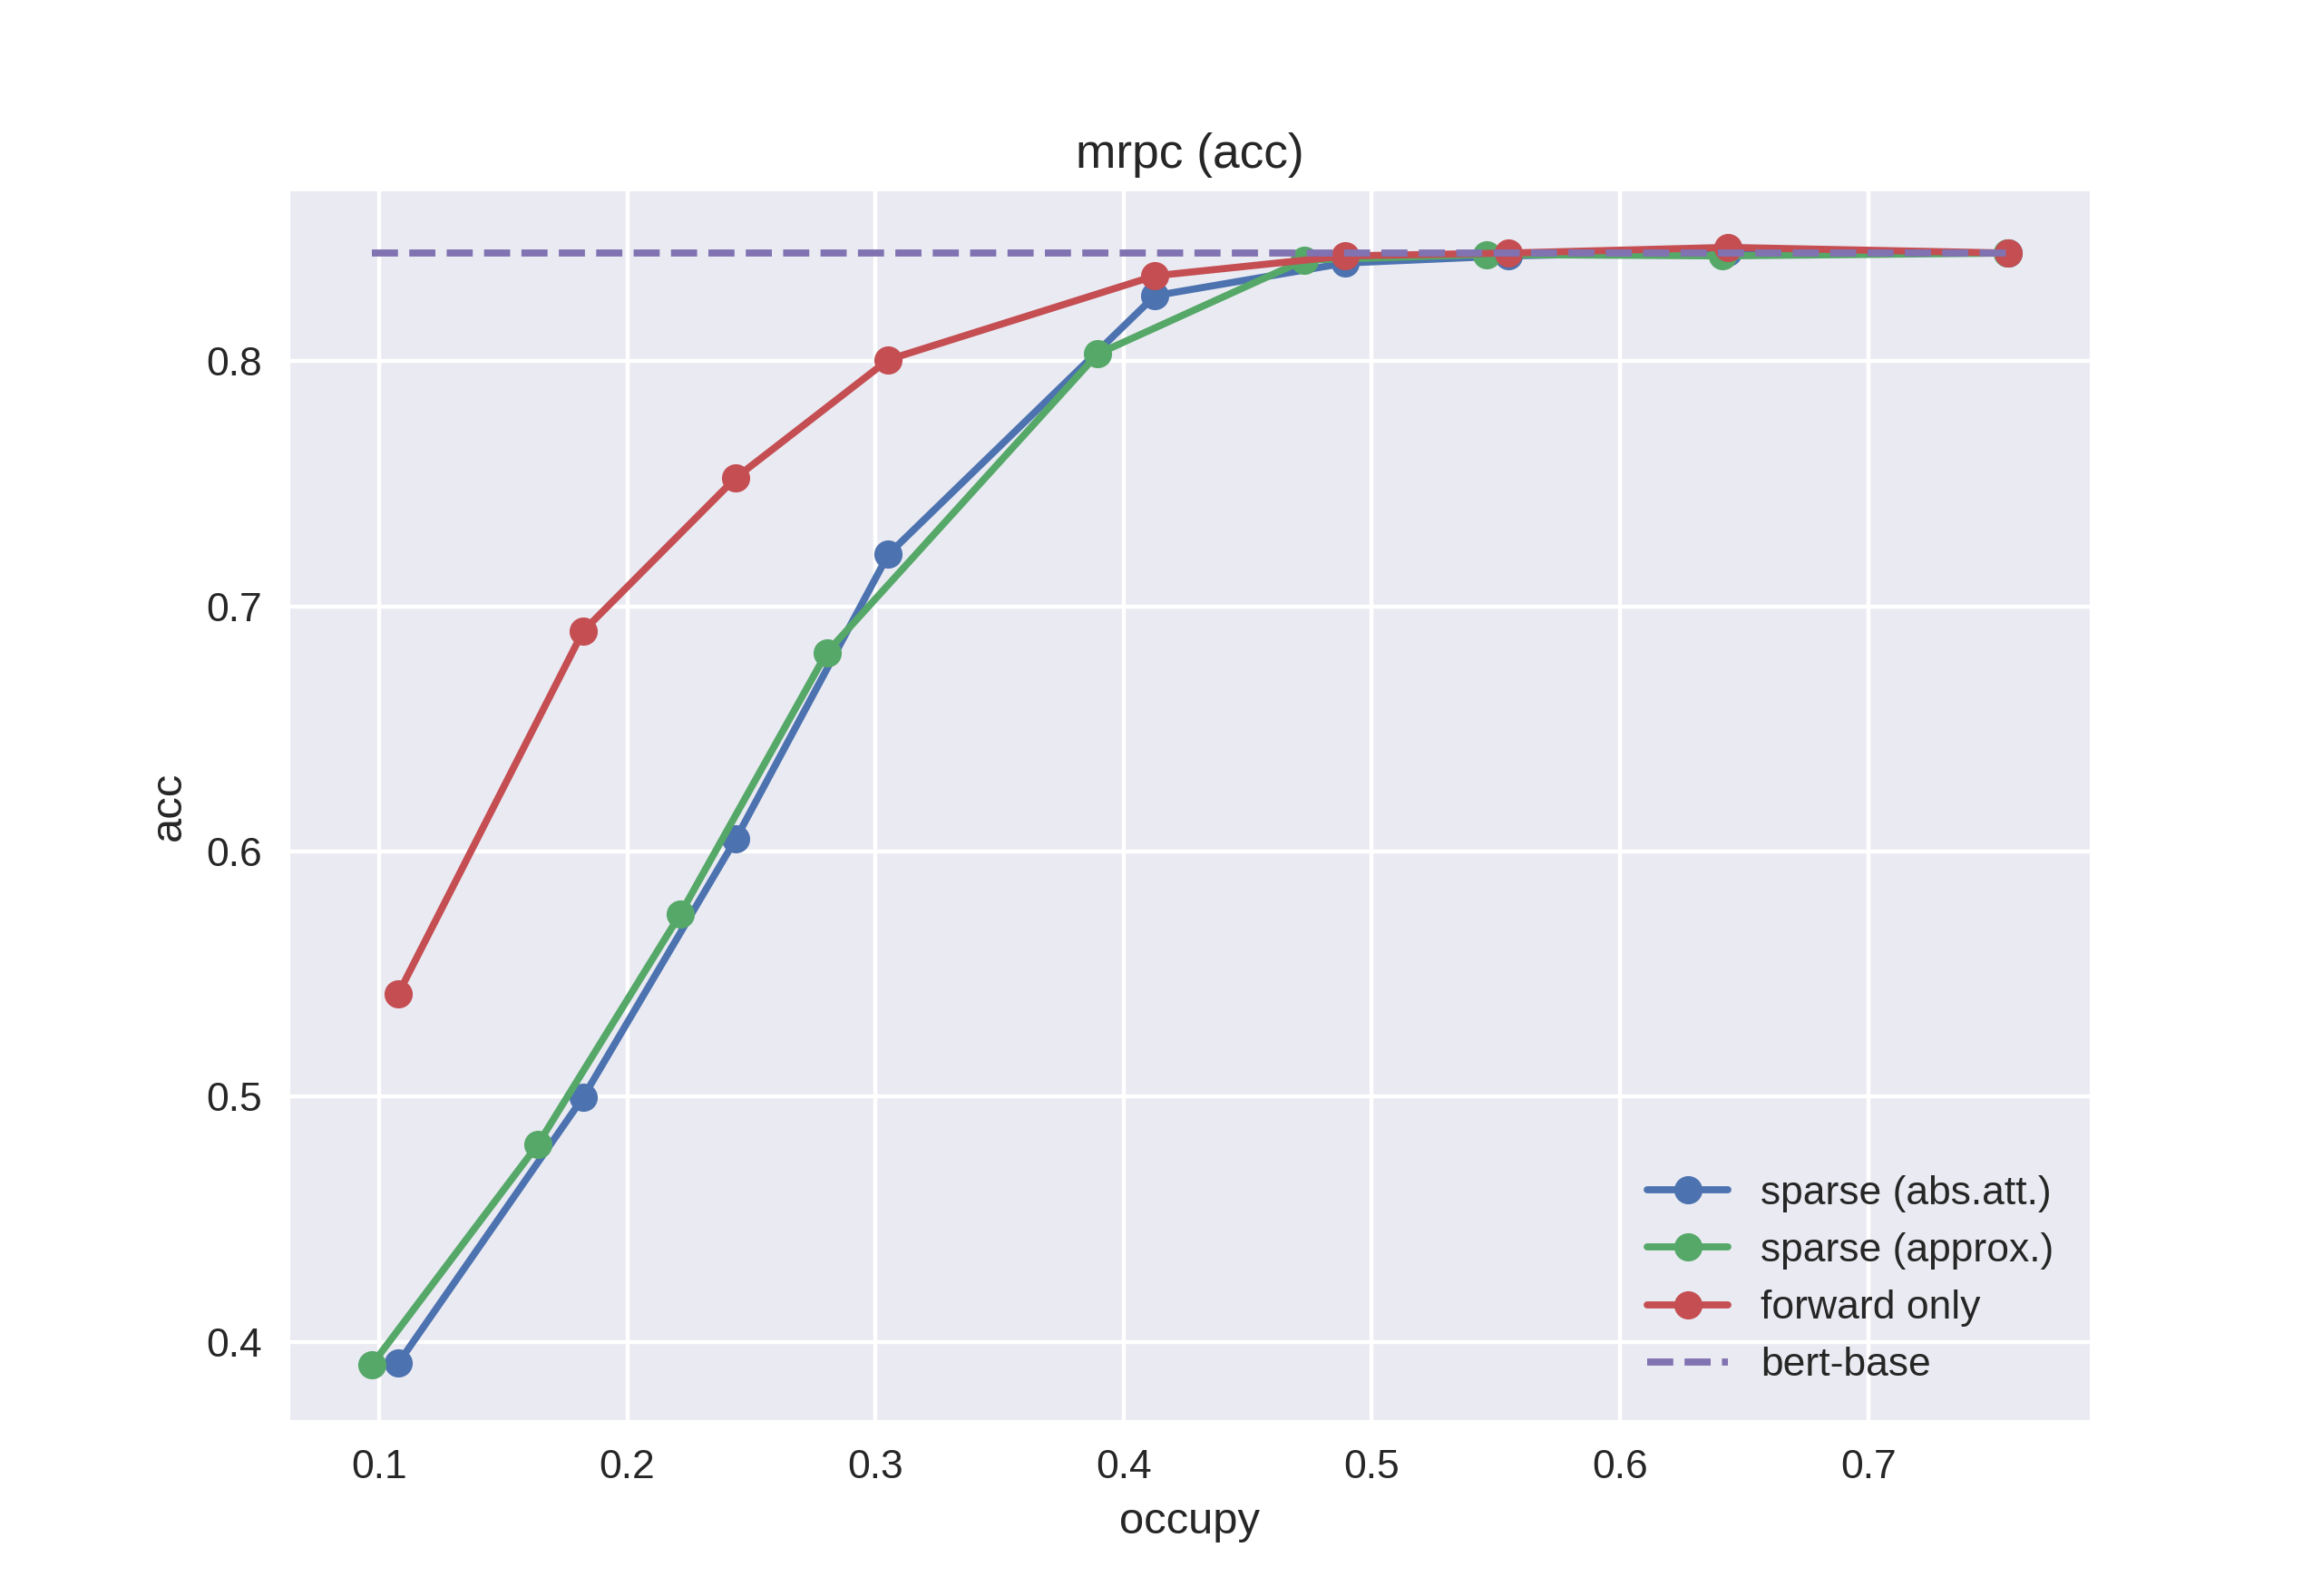 mrpc (acc)
acc
0.8
0.7
0.6
0.5
0.4
sparse (abs.att.)
sparse (approx.)
forward only
bert-base
0.1 0.2 0.3 0.4 0.5 0.6 0.7
occupy